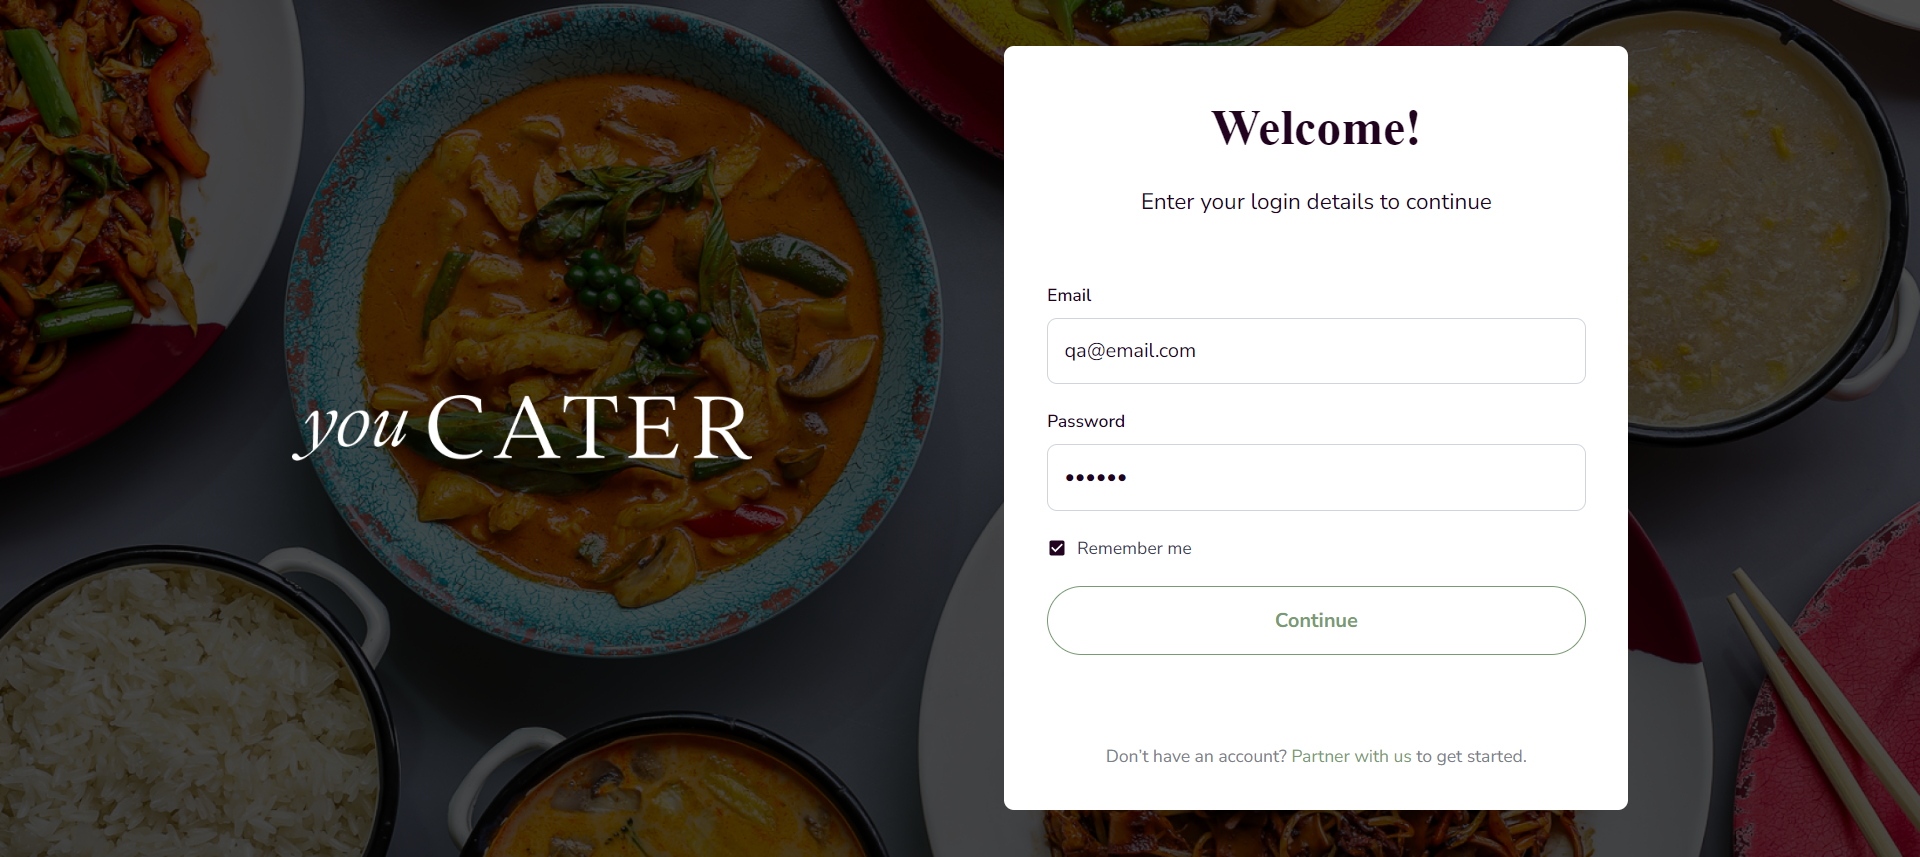 you CATER
Welcome!
Enter your login details to continue
Email
qa@email.com
Password
••••••
Remember me
Continue
Don’t have an account? Partner with us to get started.